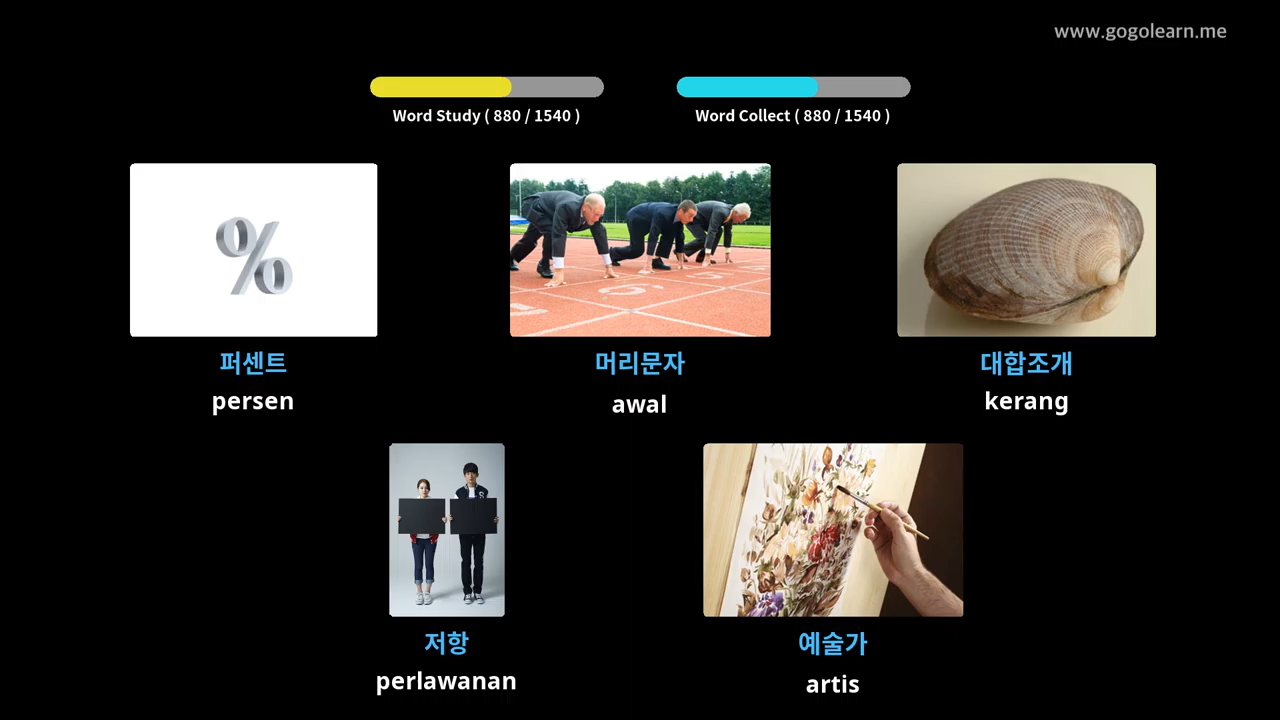 www.gogolearn.me
Word Study ( 880 / 1540 )
Word Collect ( 880 / 1540 )
%
퍼센트
persen
머리문자
awal
대합조개
kerang
저항
perlawanan
예술가
artis